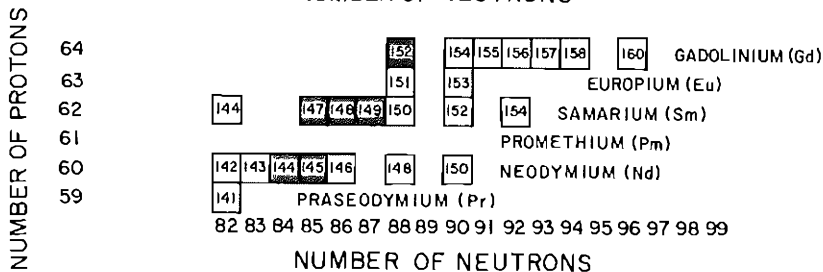 NUMBER OF NEUTRONS
NUMBER OF PROTONS
64 152 154 155 156 157 158 160 GADOLINIUM (Gd)
63 151 153 EUROPIUM (Eu)
62 144 147 148 149 150 152 154 SAMARIUM (Sm)
61 PROMETHIUM (Pm)
60 142 143 144 145 146 148 150 NEODYMIUM (Nd)
59 141 PRASEODYMIUM (Pr)
82 83 84 85 86 87 88 89 90 91 92 93 94 95 96 97 98 99
NUMBER OF NEUTRONS